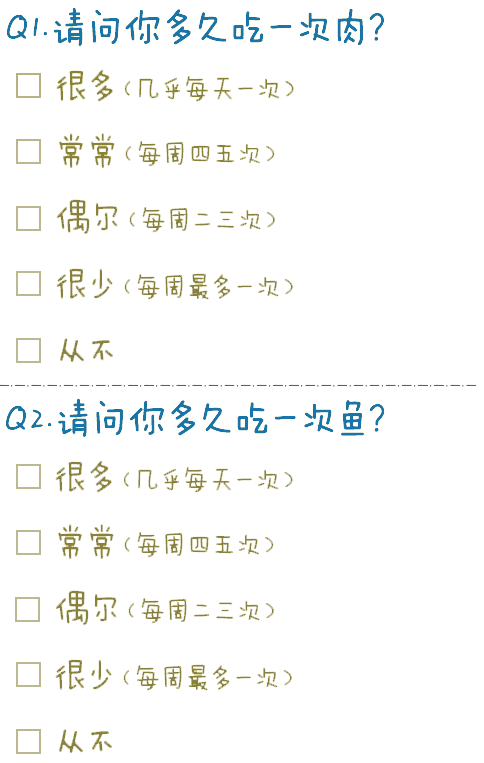 Q1.请问你多久吃一次肉?
很多(几乎每天一次)
常常(每周四五次)
偶尔(每周二三次)
很少(每周最多一次)
从不
Q2.请问你多久吃一次鱼?
很多(几乎每天一次)
常常(每周四五次)
偶尔(每周二三次)
很少(每周最多一次)
从不